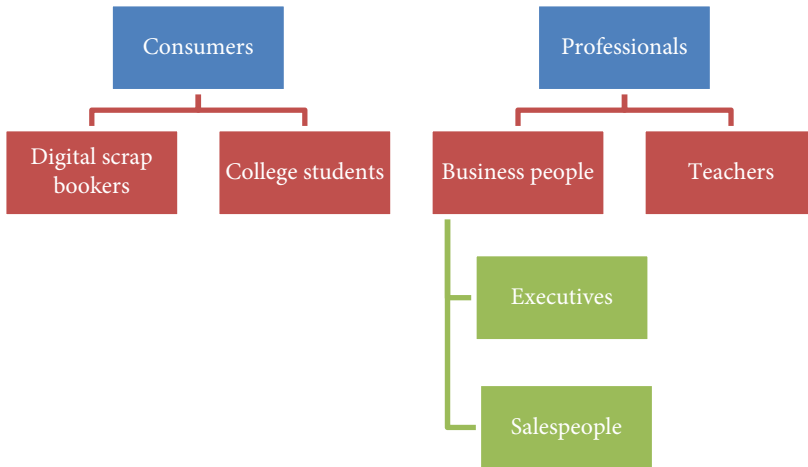 Consumers
Professionals
Digital scrap
bookers
College students
Business people
Teachers
Executives
Salespeople